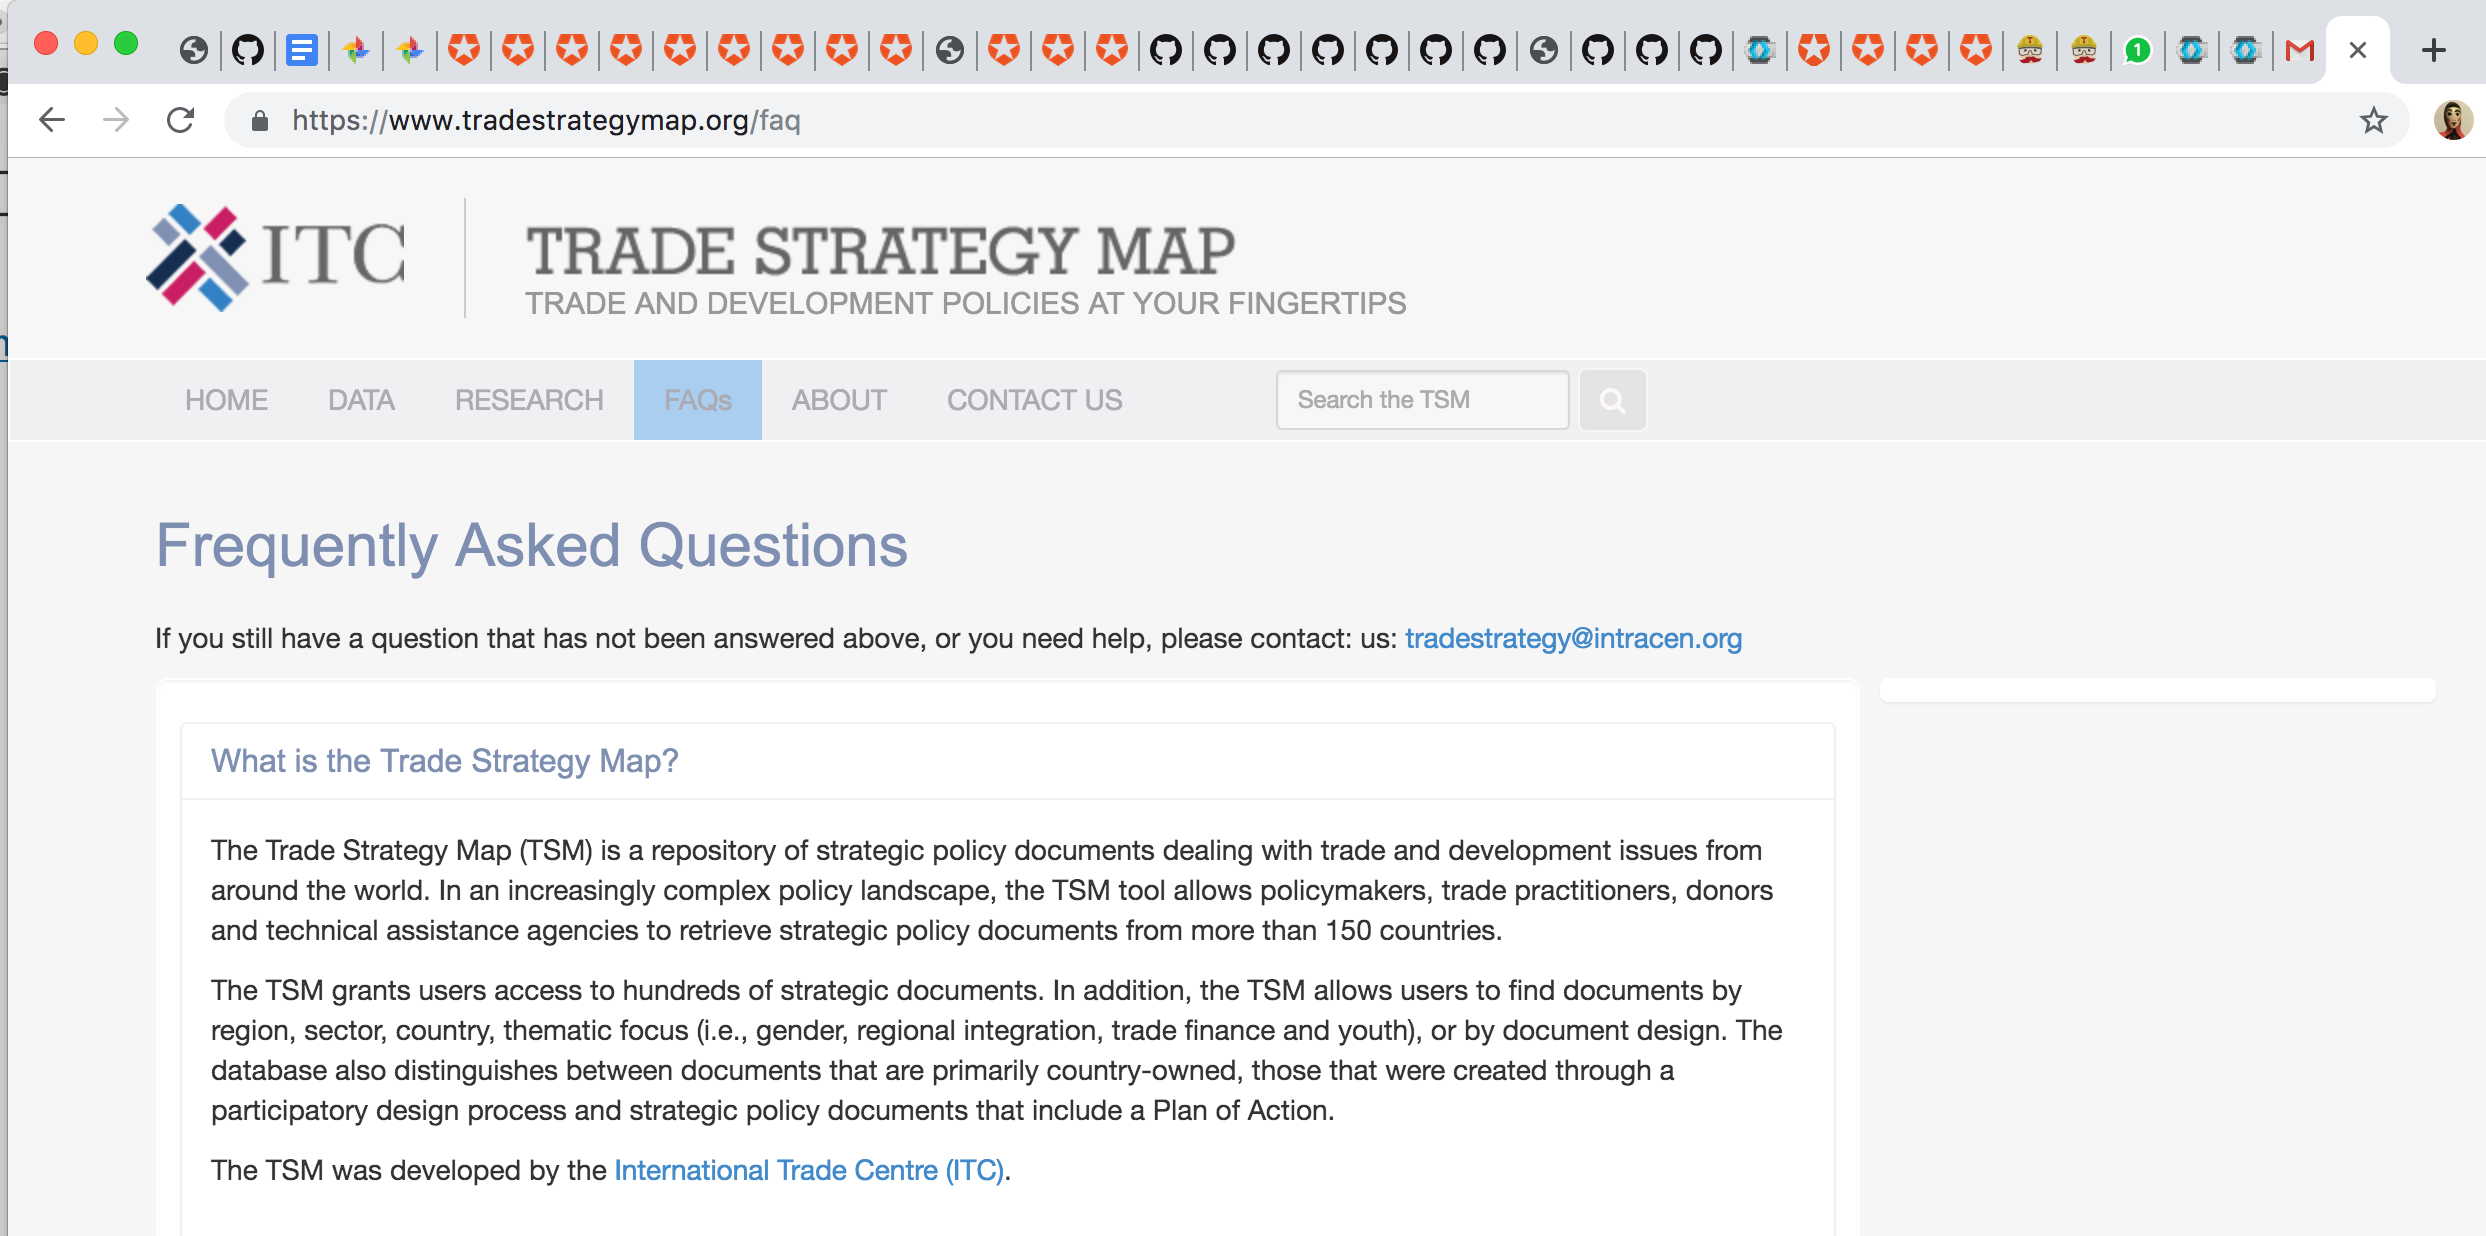 1
https://www.tradestrategymap.org/faq
ITC
TRADE STRATEGY MAP
TRADE AND DEVELOPMENT POLICIES AT YOUR FINGERTIPS
HOME DATA RESEARCH FAQs ABOUT CONTACT US Search the TSM
Frequently Asked Questions
If you still have a question that has not been answered above, or you need help, please contact: us: tradestrategy@intracen.org
What is the Trade Strategy Map?
The Trade Strategy Map (TSM) is a repository of strategic policy documents dealing with trade and development issues from
around the world. In an increasingly complex policy landscape, the TSM tool allows policymakers, trade practitioners, donors
and technical assistance agencies to retrieve strategic policy documents from more than 150 countries.
The TSM grants users access to hundreds of strategic documents. In addition, the TSM allows users to find documents by
region, sector, country, thematic focus (i.e., gender, regional integration, trade finance and youth), or by document design. The
database also distinguishes between documents that are primarily country-owned, those that were created through a
participatory design process and strategic policy documents that include a Plan of Action.
The TSM was developed by the International Trade Centre (ITC).